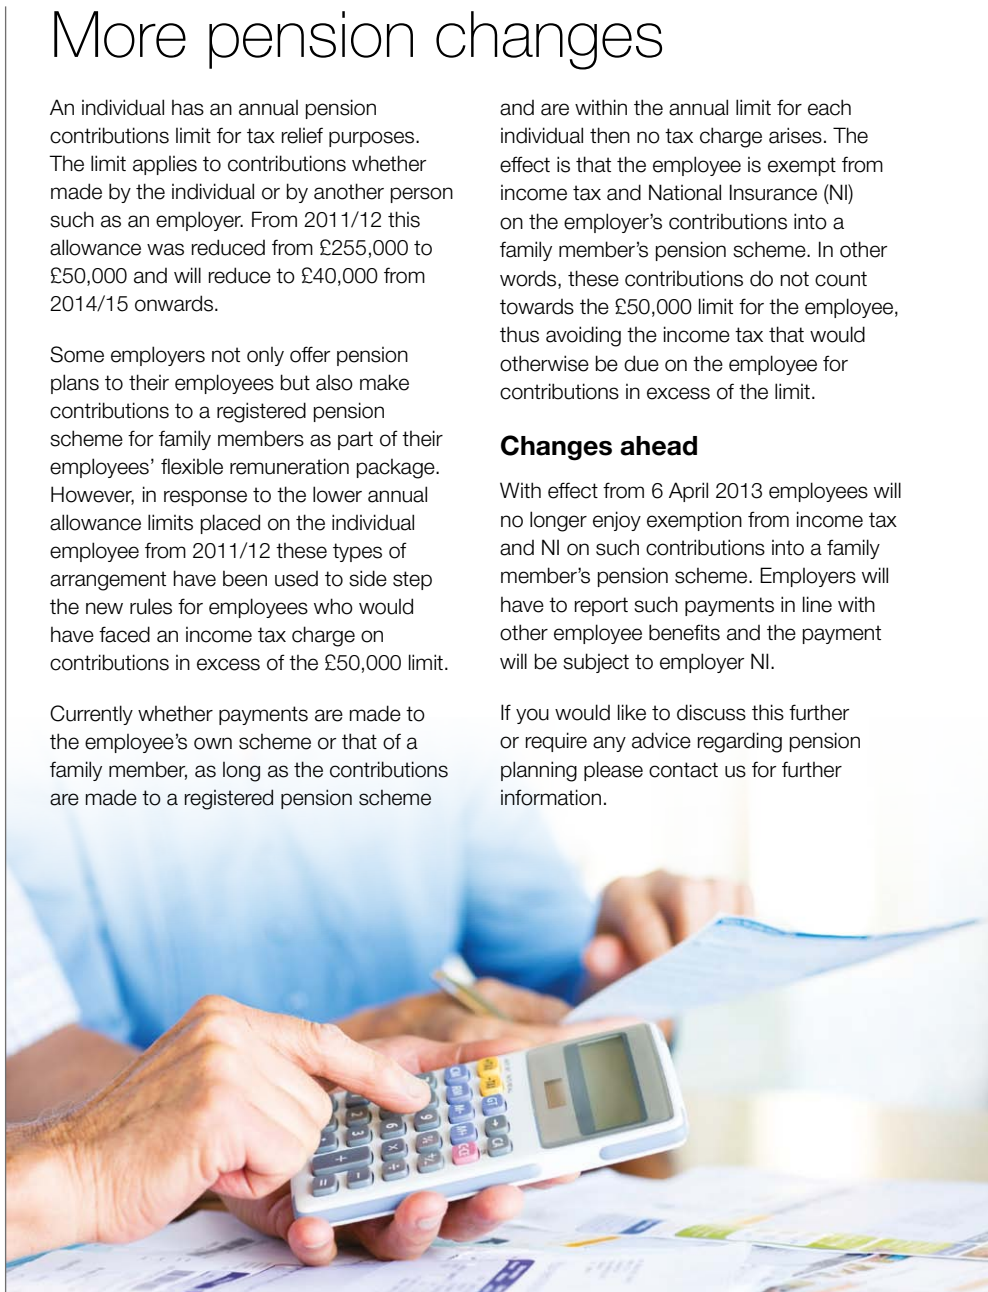 More pension changes
An individual has an annual pension
contributions limit for tax relief purposes.
The limit applies to contributions whether
made by the individual or by another person
such as an employer. From 2011/12 this
allowance was reduced from £255,000 to
£50,000 and will reduce to £40,000 from
2014/15 onwards.
Some employers not only offer pension
plans to their employees but also make
contributions to a registered pension
scheme for family members as part of their
employees’ flexible remuneration package.
However, in response to the lower annual
allowance limits placed on the individual
employee from 2011/12 these types of
arrangement have been used to side step
the new rules for employees who would
have faced an income tax charge on
contributions in excess of the £50,000 limit.
Currently whether payments are made to
the employee’s own scheme or that of a
family member, as long as the contributions
are made to a registered pension scheme
and are within the annual limit for each
individual then no tax charge arises. The
effect is that the employee is exempt from
income tax and National Insurance (NI)
on the employer’s contributions into a
family member’s pension scheme. In other
words, these contributions do not count
towards the £50,000 limit for the employee,
thus avoiding the income tax that would
otherwise be due on the employee for
contributions in excess of the limit.
Changes ahead
With effect from 6 April 2013 employees will
no longer enjoy exemption from income tax
and NI on such contributions into a family
member’s pension scheme. Employers will
have to report such payments in line with
other employee benefits and the payment
will be subject to employer NI.
If you would like to discuss this further
or require any advice regarding pension
planning please contact us for further
information.